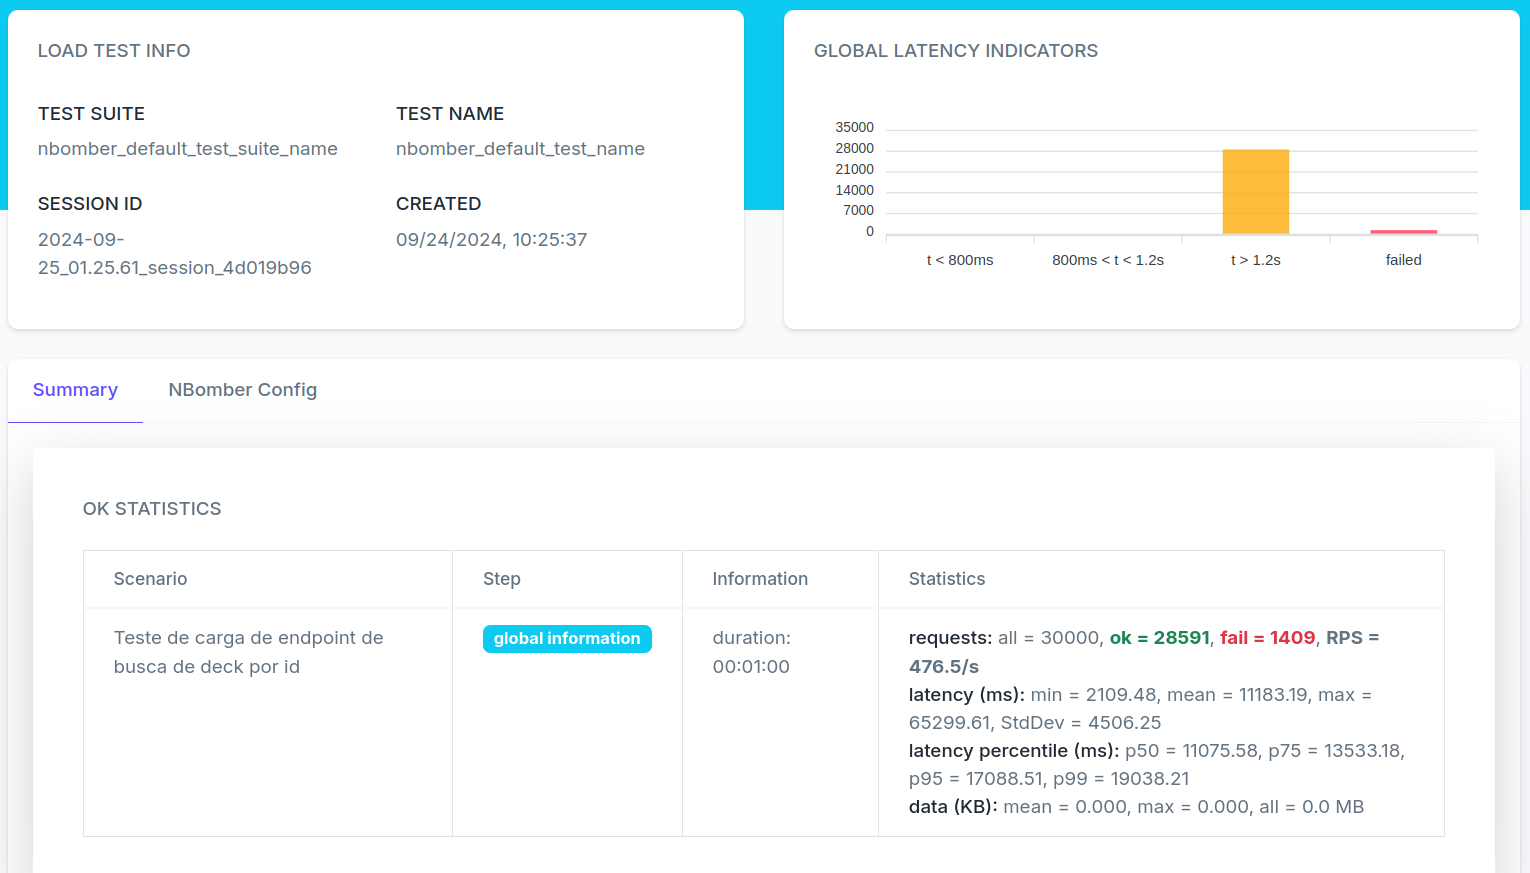 LOAD TEST INFO
TEST SUITE
nbomber_default_test_suite_name
TEST NAME
nbomber_default_test_name
SESSION ID
2024-09-
25_01.25.61_session_4d019b96
CREATED
09/24/2024, 10:25:37
GLOBAL LATENCY INDICATORS
35000
28000
21000
14000
7000
0
t < 800ms
800ms < t < 1.2s
t > 1.2s
failed
Summary
NBomber Config
OK STATISTICS
Scenario
Step
Information
Statistics
Teste de carga de endpoint de
busca de deck por id
global information
duration:
00:01:00
requests: all = 30000, ok = 28591, fail = 1409, RPS =
476.5/s
latency (ms): min = 2109.48, mean = 11183.19, max =
65299.61, StdDev = 4506.25
latency percentile (ms): p50 = 11075.58, p75 = 13533.18,
p95 = 17088.51, p99 = 19038.21
data (KB): mean = 0.000, max = 0.000, all = 0.0 MB